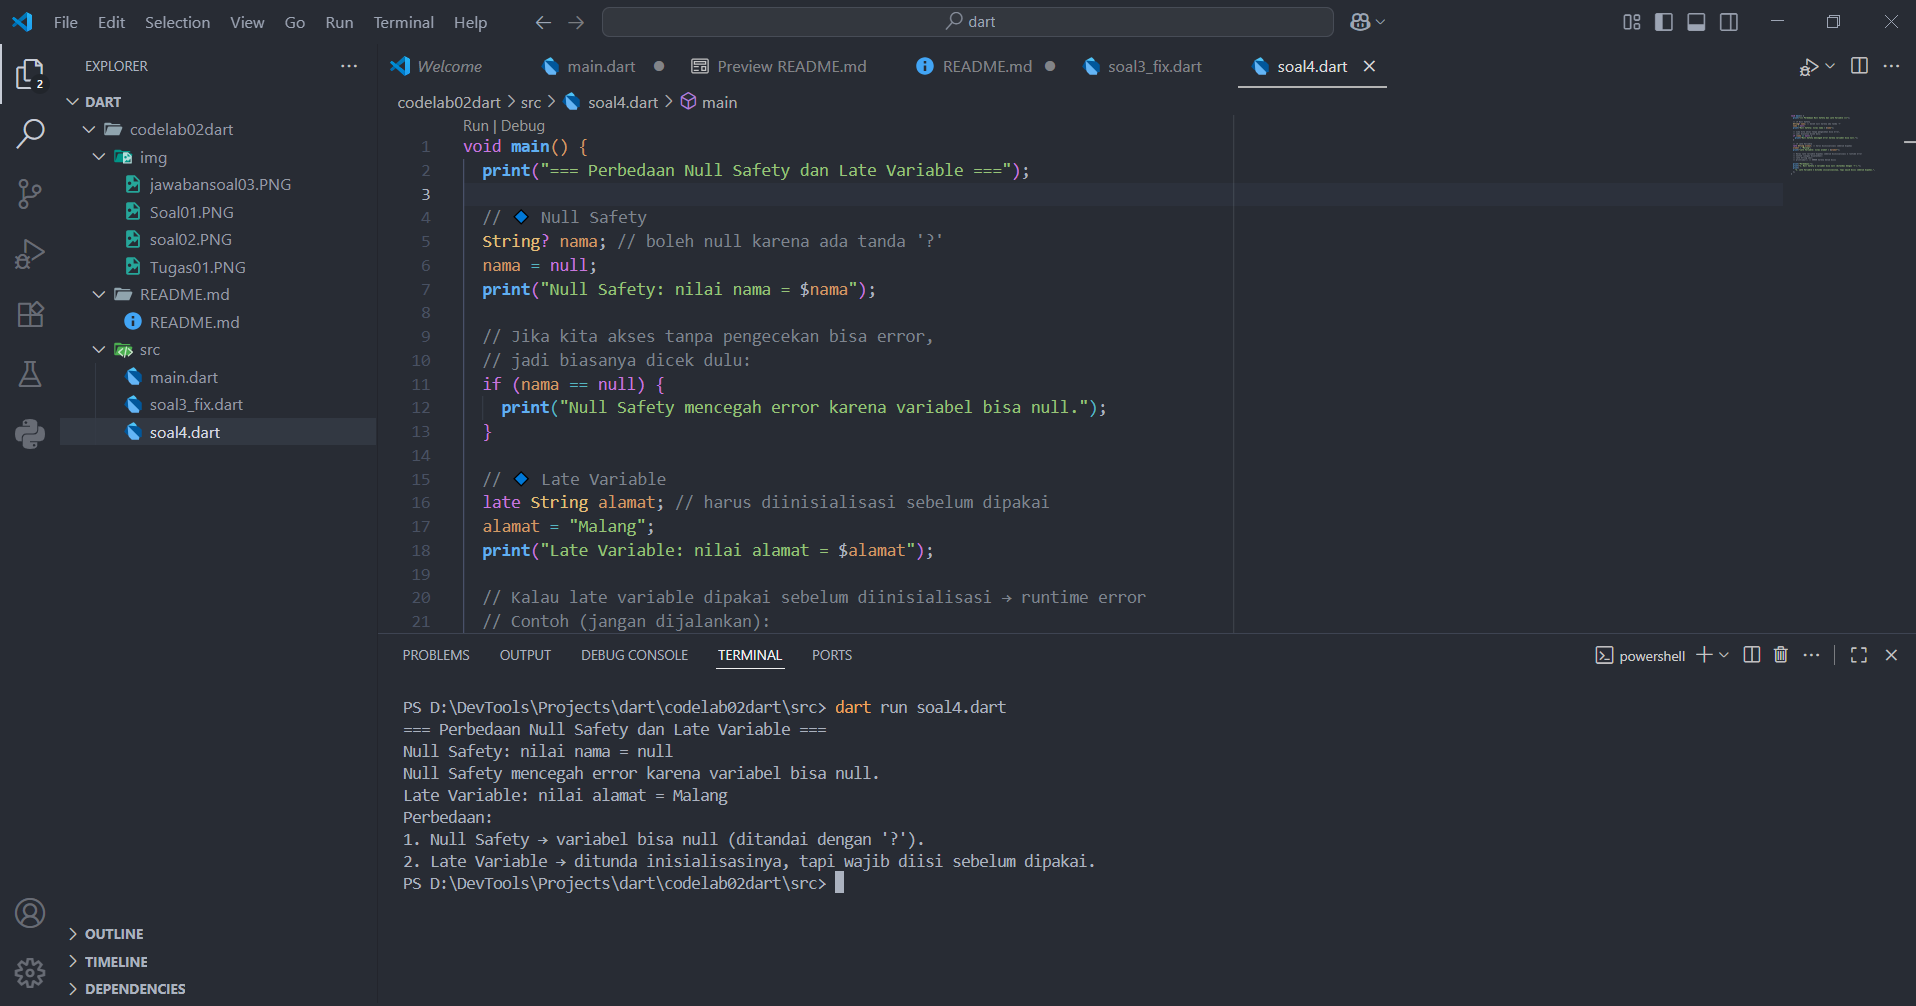 File Edit Selection View Go Run Terminal Help
dart
EXPLORER
DART
codelab02dart
img
jawabansoal03.PNG
Soal01.PNG
soal02.PNG
Tugas01.PNG
README.md
README.md
src
main.dart
soal3_fix.dart
soal4.dart
OUTLINE
TIMELINE
DEPENDENCIES
2
Welcome main.dart Preview README.md README.md soal3_fix.dart soal4.dart
codelab02dart > src > soal4.dart > main
Run | Debug
1 void main() {
2 print("=== Perbedaan Null Safety dan Late Variable ===");
3
4 // 🔹 Null Safety
5 String? nama; // boleh null karena ada tanda '?'
6 nama = null;
7 print("Null Safety: nilai nama = $nama");
8
9 // Jika kita akses tanpa pengecekan bisa error,
10 // jadi biasanya dicek dulu:
11 if (nama == null) {
12 print("Null Safety mencegah error karena variabel bisa null.");
13 }
14
15 // 🔹 Late Variable
16 late String alamat; // harus diinisialisasi sebelum dipakai
17 alamat = "Malang";
18 print("Late Variable: nilai alamat = $alamat");
19
20 // Kalau late variable dipakai sebelum diinisialisasi → runtime error
21 // Contoh (jangan dijalankan):
PROBLEMS OUTPUT DEBUG CONSOLE TERMINAL PORTS
powershell
PS D:\DevTools\Projects\dart\codelab02dart\src> dart run soal4.dart
=== Perbedaan Null Safety dan Late Variable ===
Null Safety: nilai nama = null
Null Safety mencegah error karena variabel bisa null.
Late Variable: nilai alamat = Malang
Perbedaan:
1. Null Safety → variabel bisa null (ditandai dengan '?').
2. Late Variable → ditunda inisialisasinya, tapi wajib diisi sebelum dipakai.
PS D:\DevTools\Projects\dart\codelab02dart\src>